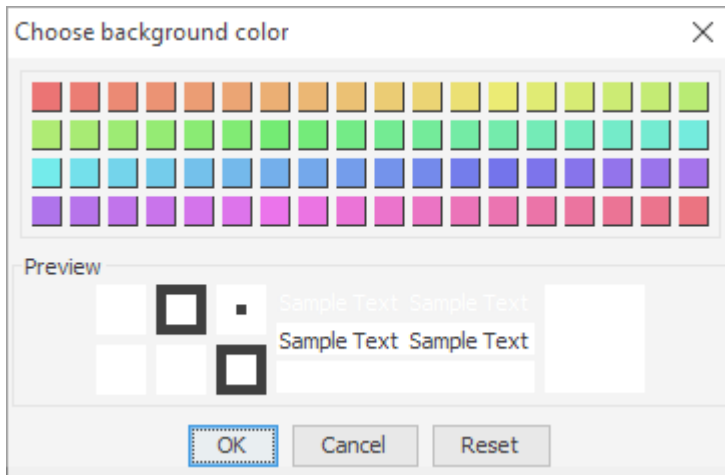 Choose background color
Preview
Sample Text Sample Text
Sample Text Sample Text
OK Cancel Reset